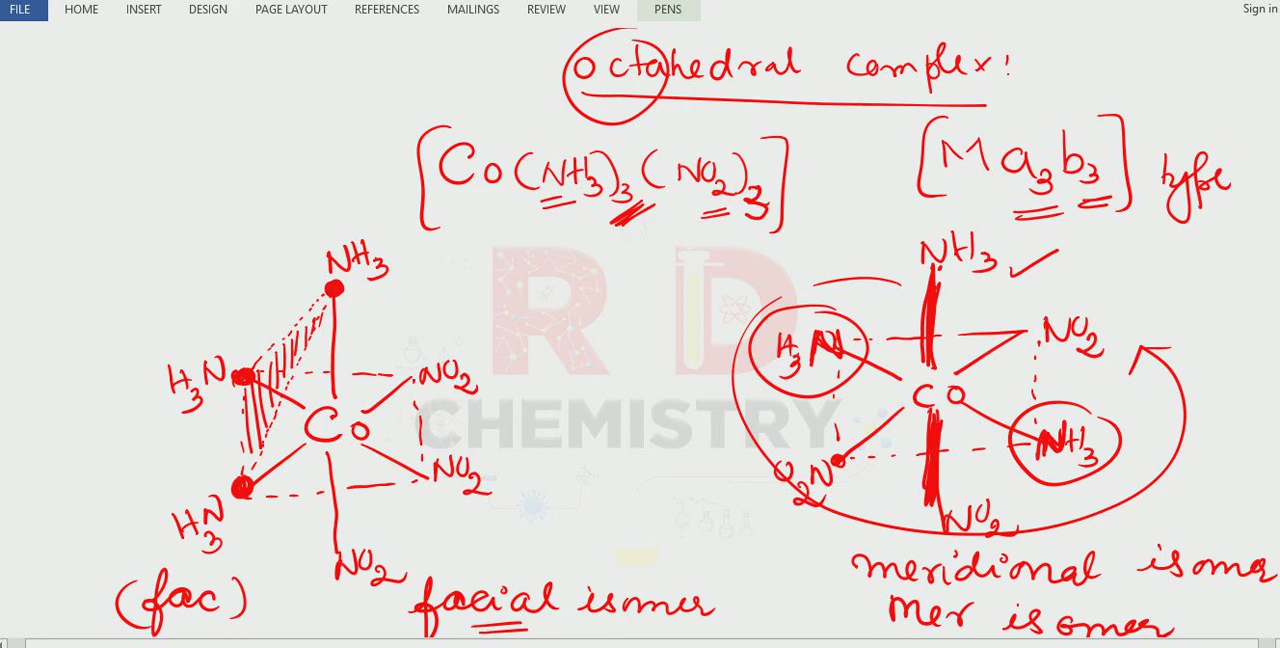 FILE HOME INSERT DESIGN PAGE LAYOUT REFERENCES MAILINGS REVIEW VIEW PENS Sign in
octahedral complex:
[Co(NH3)3(NO2)3] [Ma3b3] type
NH3
H3N
NO2
Co
H3N
NO2
NO2
NH3
H3N
NO2
Co
O2N
NH3
NO2
RD
CHEMISTRY
(fac) facial isomer
meridional isome
Mer isomer